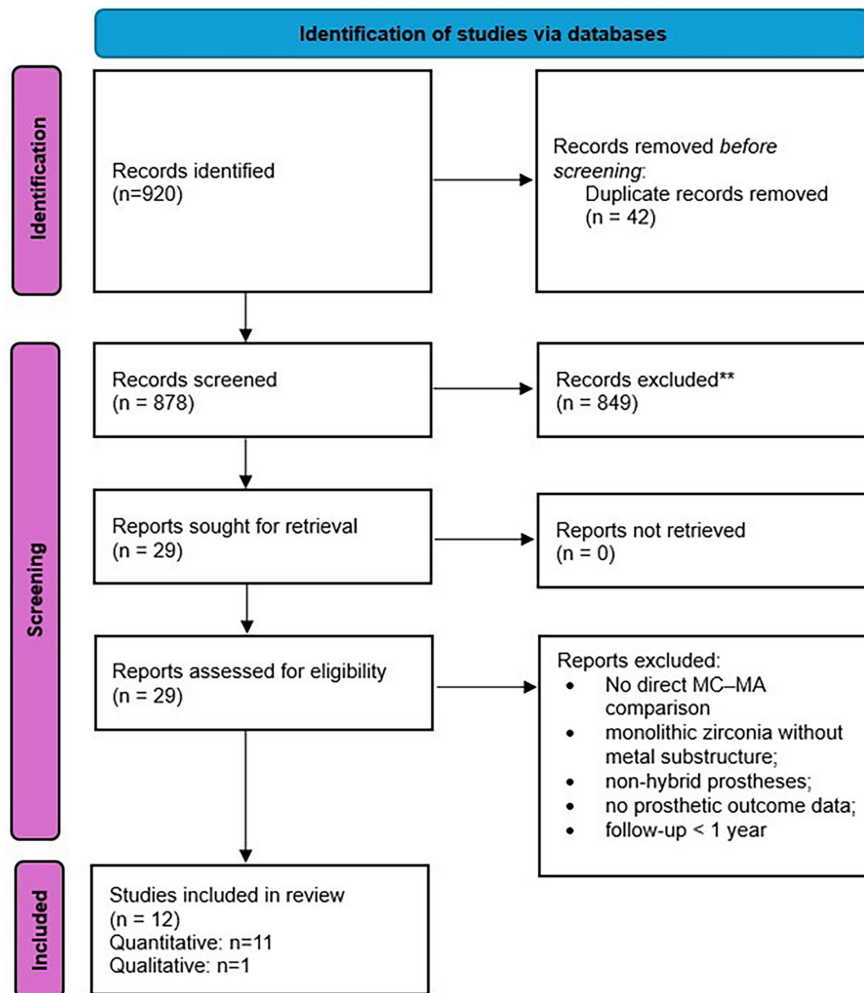 Identification of studies via databases
Identification
Records identified
(n=920)
Records removed before
screening:
Duplicate records removed
(n = 42)
Screening
Records screened
(n = 878)
Records excluded**
(n = 849)
Reports sought for retrieval
(n = 29)
Reports not retrieved
(n = 0)
Reports assessed for eligibility
(n = 29)
Reports excluded:
• No direct MC–MA
comparison
• monolithic zirconia without
metal substructure;
• non-hybrid prostheses;
• no prosthetic outcome data;
• follow-up < 1 year
Included
Studies included in review
(n = 12)
Quantitative: n=11
Qualitative: n=1